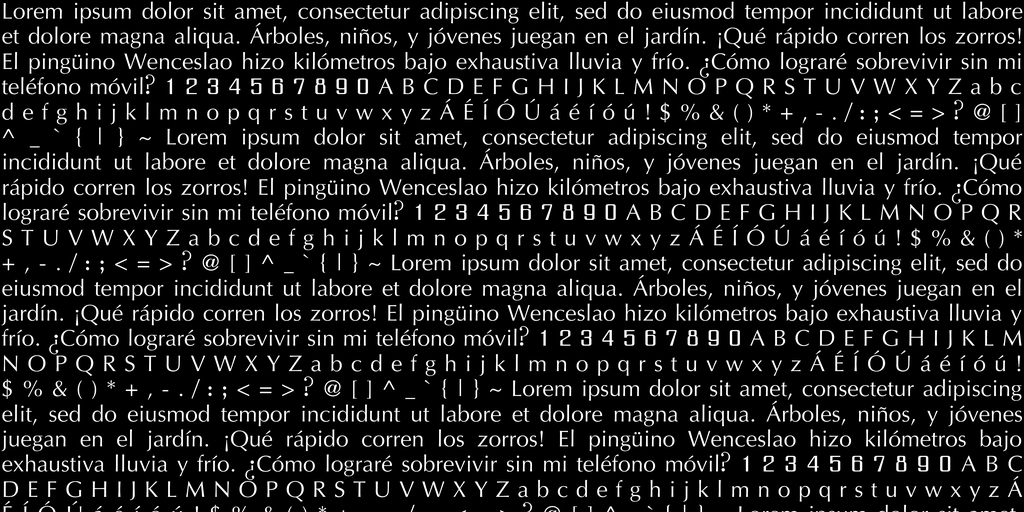 Lorem ipsum dolor sit amet, consectetur adipiscing elit, sed do eiusmod tempor incididunt ut labore
et dolore magna aliqua. Árboles, niños, y jóvenes juegan en el jardín. ¡Qué rápido corren los zorros!
El pingüino Wenceslao hizo kilómetros bajo exhaustiva lluvia y frío. ¿Cómo lograré sobrevivir sin mi
teléfono móvil? 1 2 3 4 5 6 7 8 9 0 A B C D E F G H I J K L M N O P Q R S T U V W X Y Z a b c
d e f g h i j k l m n o p q r s t u v w x y z Á É Í Ó Ú á é í ó ú ! $ % & ( ) * + , - . / : ; < = > ? @ [ ]
^ _ ` { | } ~ Lorem ipsum dolor sit amet, consectetur adipiscing elit, sed do eiusmod tempor
incididunt ut labore et dolore magna aliqua. Árboles, niños, y jóvenes juegan en el jardín. ¡Qué
rápido corren los zorros! El pingüino Wenceslao hizo kilómetros bajo exhaustiva lluvia y frío. ¿Cómo
lograré sobrevivir sin mi teléfono móvil? 1 2 3 4 5 6 7 8 9 0 A B C D E F G H I J K L M N O P Q R
S T U V W X Y Z a b c d e f g h i j k l m n o p q r s t u v w x y z Á É Í Ó Ú á é í ó ú ! $ % & ( ) *
+ , - . / : ; < = > ? @ [ ] ^ _ ` { | } ~ Lorem ipsum dolor sit amet, consectetur adipiscing elit, sed do
eiusmod tempor incididunt ut labore et dolore magna aliqua. Árboles, niños, y jóvenes juegan en el
jardín. ¡Qué rápido corren los zorros! El pingüino Wenceslao hizo kilómetros bajo exhaustiva lluvia y
frío. ¿Cómo lograré sobrevivir sin mi teléfono móvil? 1 2 3 4 5 6 7 8 9 0 A B C D E F G H I J K L M
N O P Q R S T U V W X Y Z a b c d e f g h i j k l m n o p q r s t u v w x y z Á É Í Ó Ú á é í ó ú !
$ % & ( ) * + , - . / : ; < = > ? @ [ ] ^ _ ` { | } ~ Lorem ipsum dolor sit amet, consectetur adipiscing
elit, sed do eiusmod tempor incididunt ut labore et dolore magna aliqua. Árboles, niños, y jóvenes
juegan en el jardín. ¡Qué rápido corren los zorros! El pingüino Wenceslao hizo kilómetros bajo
exhaustiva lluvia y frío. ¿Cómo lograré sobrevivir sin mi teléfono móvil? 1 2 3 4 5 6 7 8 9 0 A B C
D E F G H I J K L M N O P Q R S T U V W X Y Z a b c d e f g h i j k l m n o p q r s t u v w x y z Á